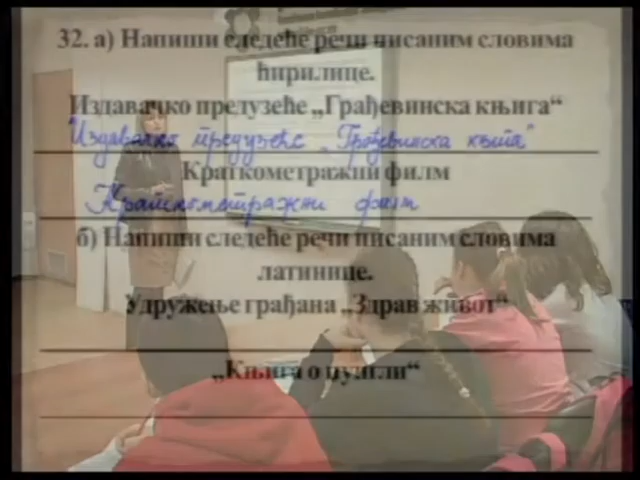 32. а) Напиши следеће речи писаним словима
ћирилице.
Издавачко предузеће „Грађевинска књига“
Издавачко предузеће „Грађевинска књига"
Краткометражни филм
Краткометражни филм
б) Напиши следеће речи писаним словима
латинице.
Удружење грађана „Здрав живот“
„Књига о џунгли“